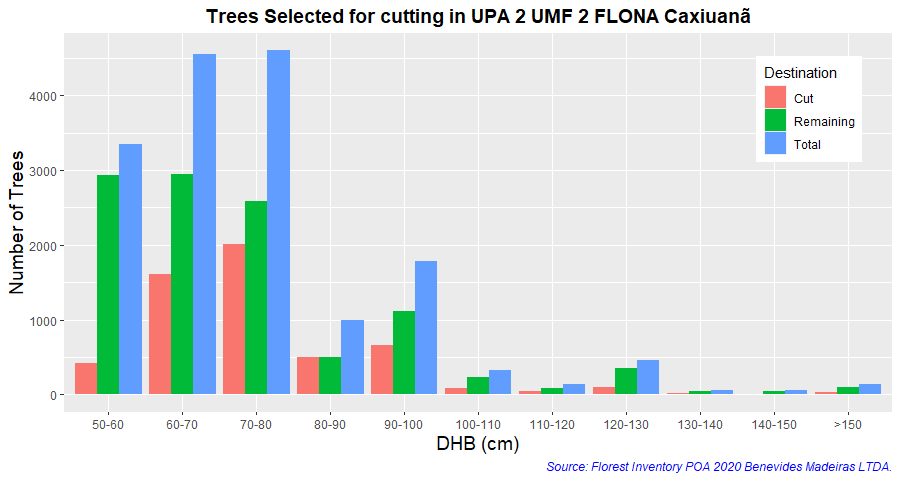 Trees Selected for cutting in UPA 2 UMF 2 FLONA Caxiuanã
Number of Trees
4000
3000
2000
1000
0
Destination
Cut
Remaining
Total
50-60 60-70 70-80 80-90 90-100 100-110 110-120 120-130 130-140 140-150 >150
DHB (cm)
Source: Florest Inventory POA 2020 Benevides Madeiras LTDA.